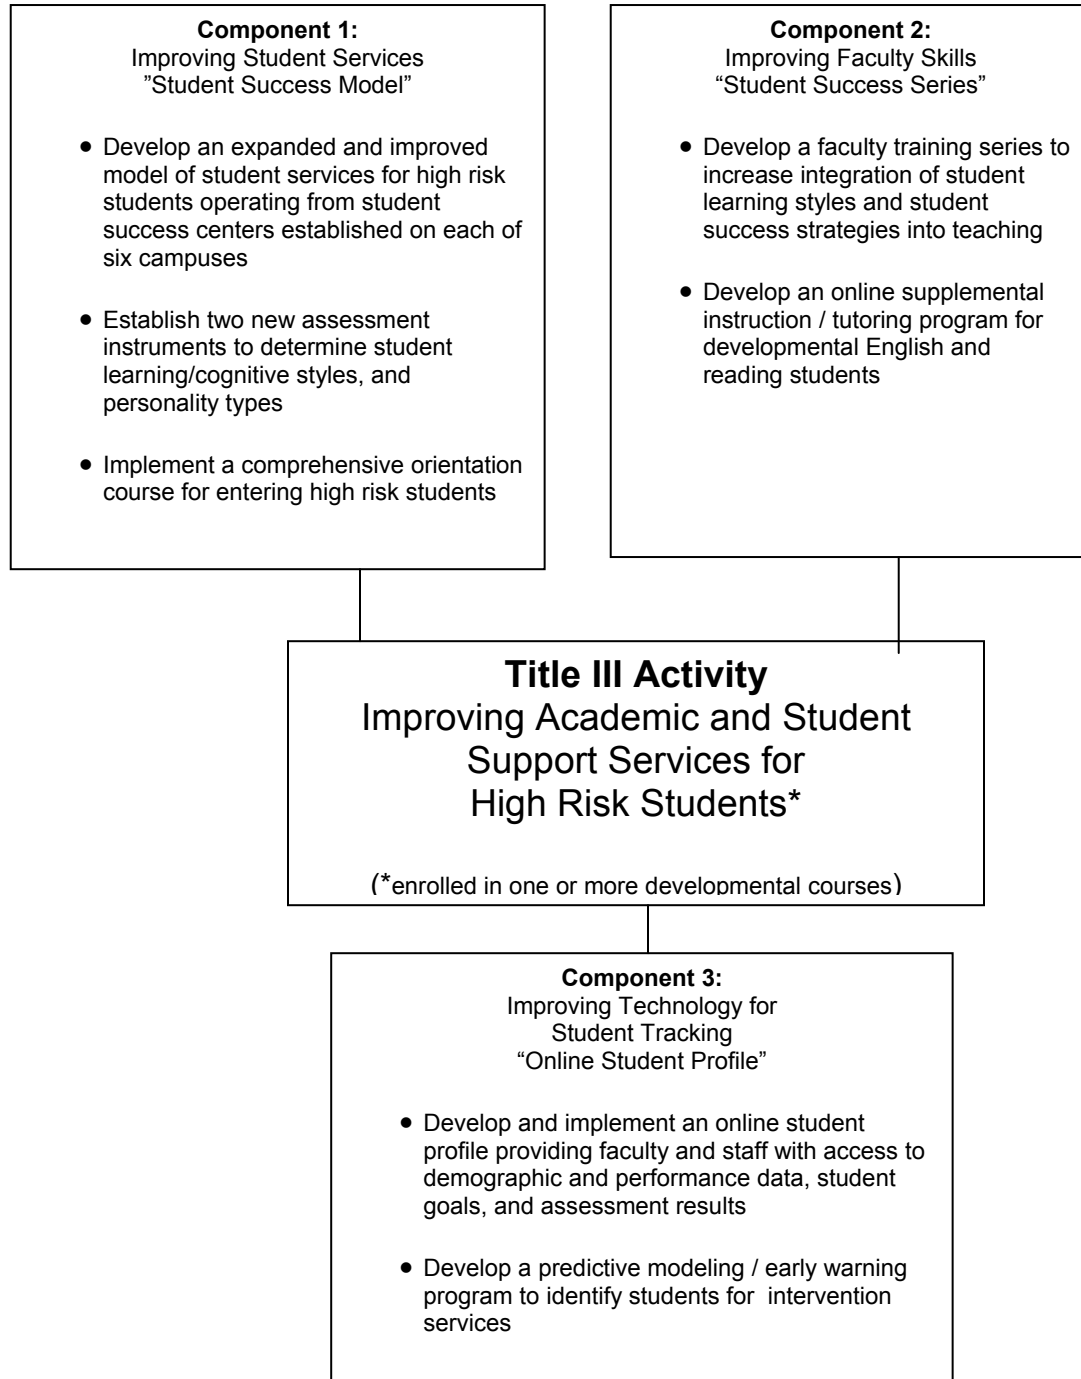 Component 1:
Improving Student Services
”Student Success Model”
• Develop an expanded and improved
model of student services for high risk
students operating from student
success centers established on each of
six campuses
• Establish two new assessment
instruments to determine student
learning/cognitive styles, and
personality types
• Implement a comprehensive orientation
course for entering high risk students
Component 2:
Improving Faculty Skills
“Student Success Series”
• Develop a faculty training series to
increase integration of student
learning styles and student
success strategies into teaching
• Develop an online supplemental
instruction / tutoring program for
developmental English and
reading students
Title III Activity
Improving Academic and Student
Support Services for
High Risk Students*
(*enrolled in one or more developmental courses)
Component 3:
Improving Technology for
Student Tracking
“Online Student Profile”
• Develop and implement an online student
profile providing faculty and staff with access to
demographic and performance data, student
goals, and assessment results
• Develop a predictive modeling / early warning
program to identify students for  intervention
services